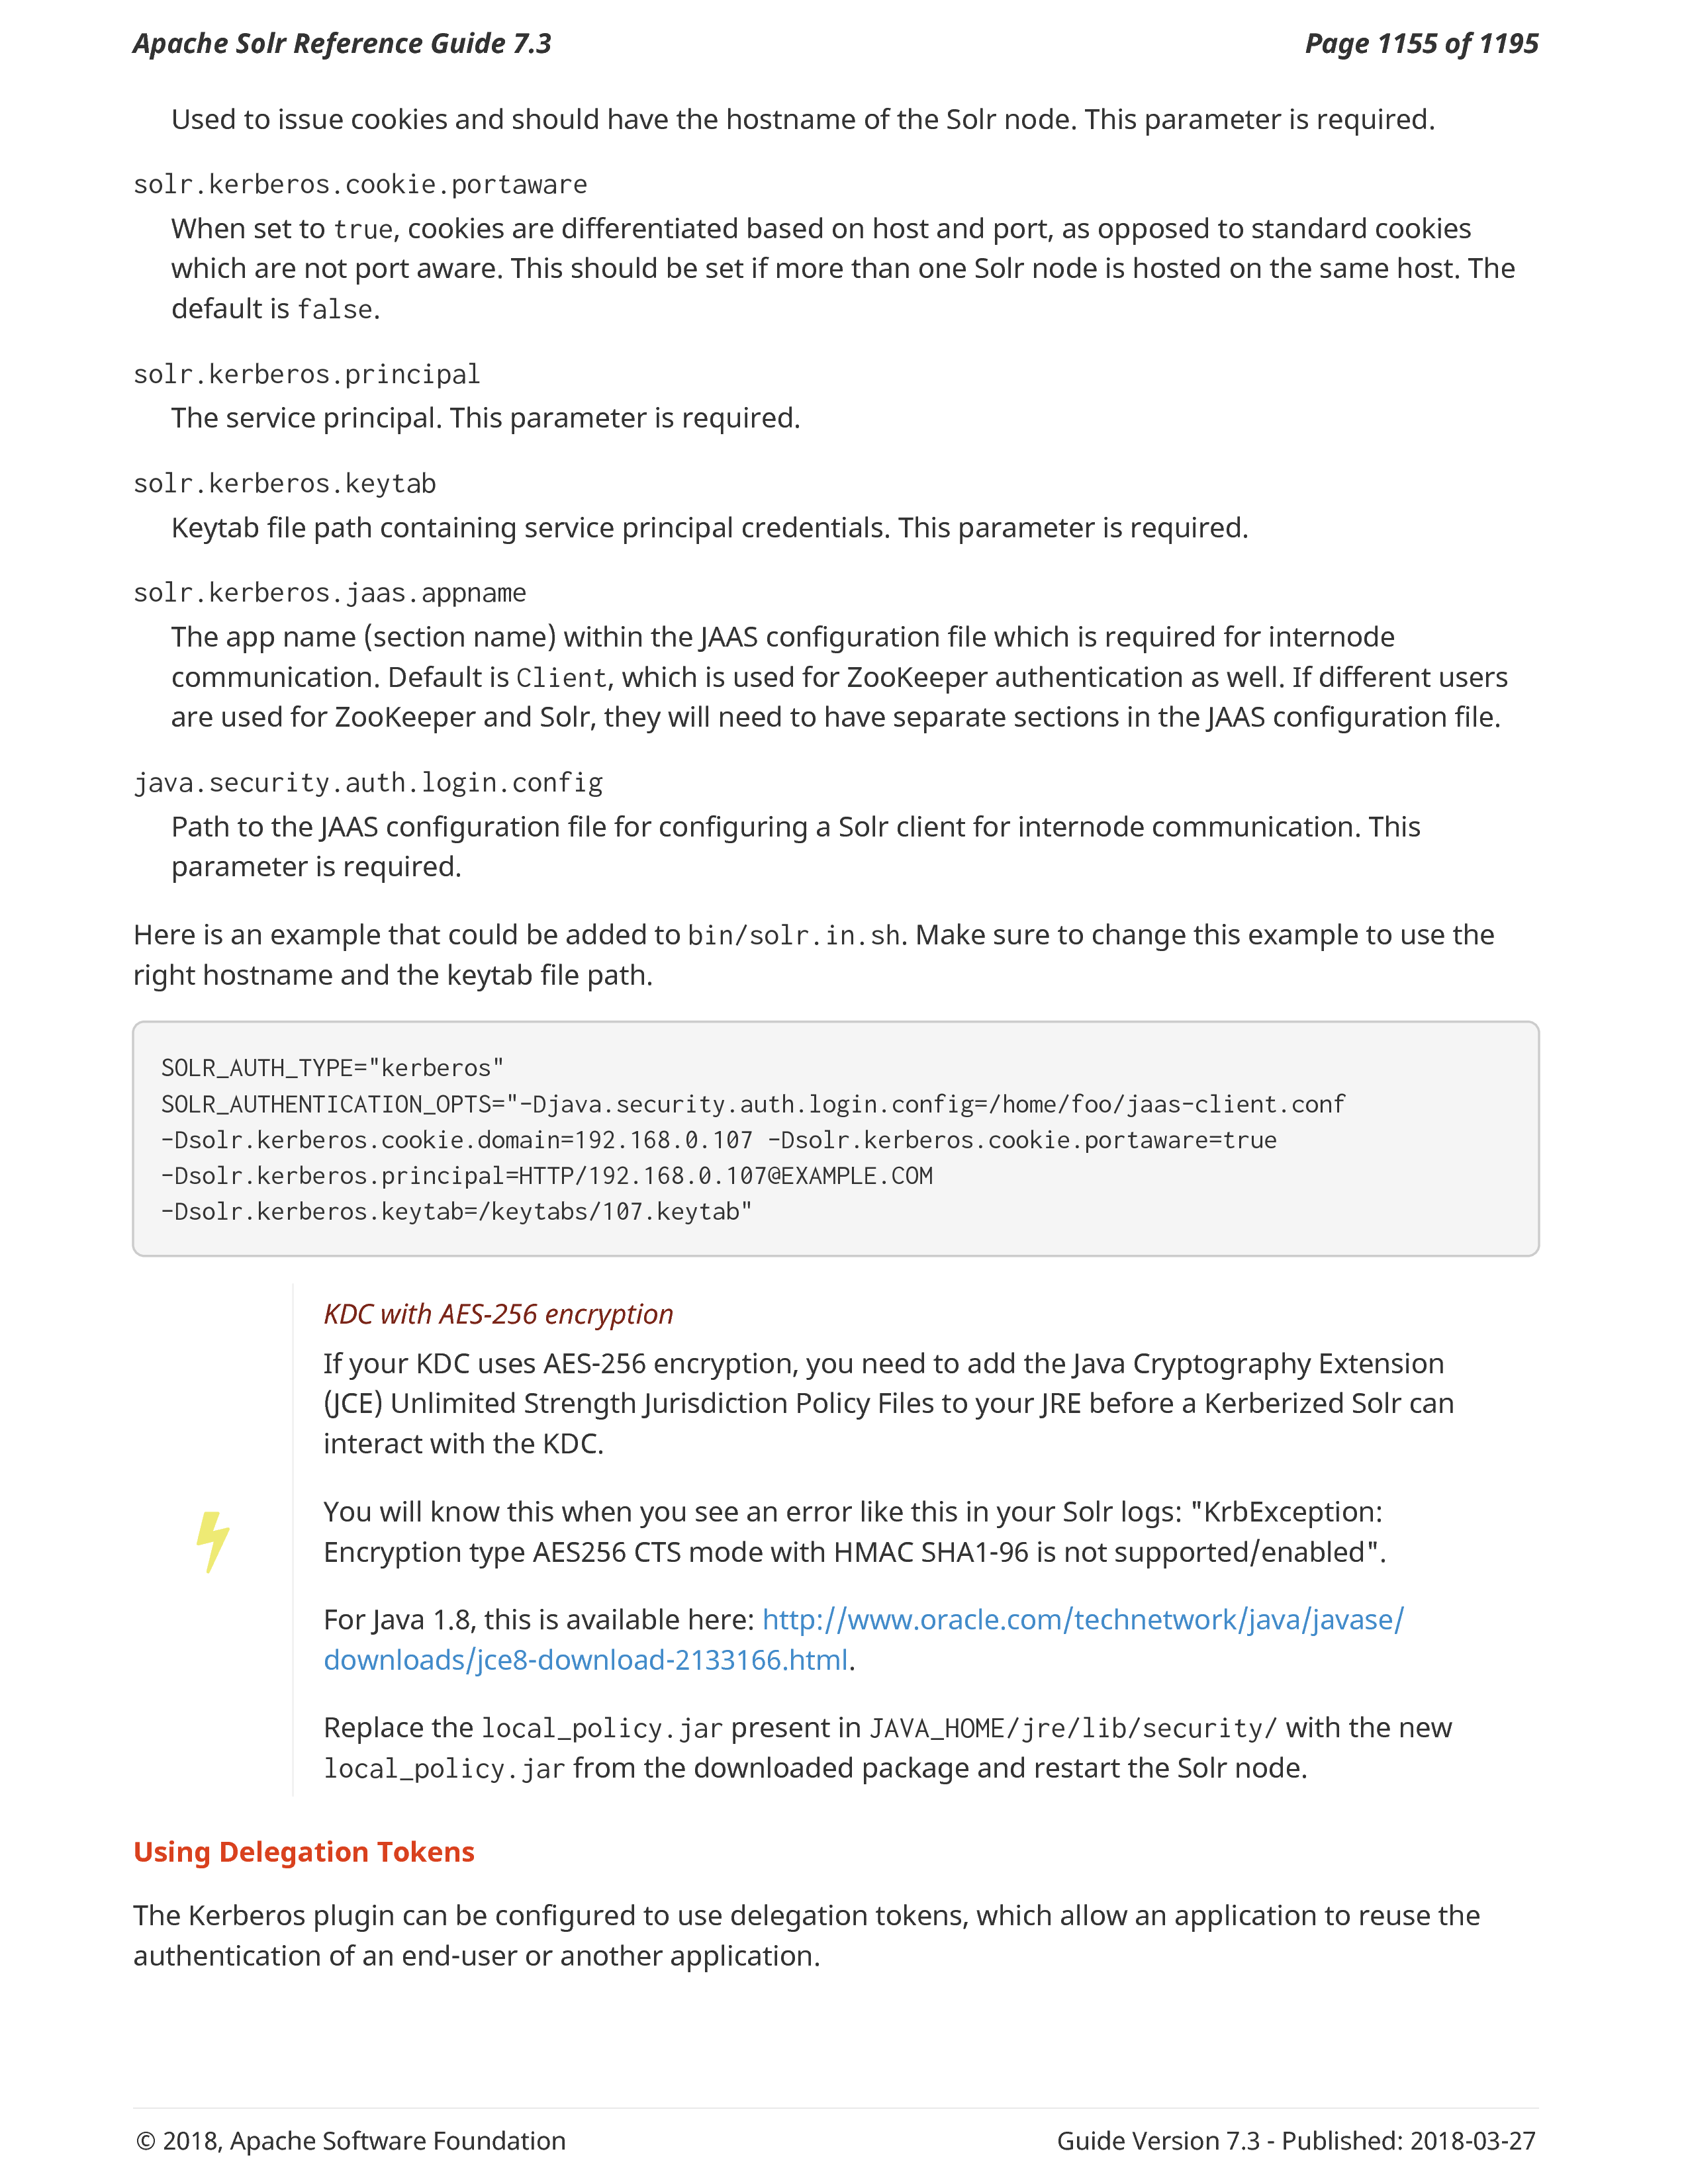 Apache Solr Reference Guide 7.3 Page 1155 of 1195
Used to issue cookies and should have the hostname of the Solr node. This parameter is required.
solr.kerberos.cookie.portaware
When set to true, cookies are differentiated based on host and port, as opposed to standard cookies
which are not port aware. This should be set if more than one Solr node is hosted on the same host. The
default is false.
solr.kerberos.principal
The service principal. This parameter is required.
solr.kerberos.keytab
Keytab file path containing service principal credentials. This parameter is required.
solr.kerberos.jaas.appname
The app name (section name) within the JAAS configuration file which is required for internode
communication. Default is Client, which is used for ZooKeeper authentication as well. If different users
are used for ZooKeeper and Solr, they will need to have separate sections in the JAAS configuration file.
java.security.auth.login.config
Path to the JAAS configuration file for configuring a Solr client for internode communication. This
parameter is required.
Here is an example that could be added to bin/solr.in.sh. Make sure to change this example to use the
right hostname and the keytab file path.
SOLR_AUTH_TYPE="kerberos"
SOLR_AUTHENTICATION_OPTS="-Djava.security.auth.login.config=/home/foo/jaas-client.conf
-Dsolr.kerberos.cookie.domain=192.168.0.107 -Dsolr.kerberos.cookie.portaware=true
-Dsolr.kerberos.principal=HTTP/192.168.0.107@EXAMPLE.COM
-Dsolr.kerberos.keytab=/keytabs/107.keytab"
KDC with AES-256 encryption
If your KDC uses AES-256 encryption, you need to add the Java Cryptography Extension
(JCE) Unlimited Strength Jurisdiction Policy Files to your JRE before a Kerberized Solr can
interact with the KDC.
You will know this when you see an error like this in your Solr logs: "KrbException:
Encryption type AES256 CTS mode with HMAC SHA1-96 is not supported/enabled".
For Java 1.8, this is available here: http://www.oracle.com/technetwork/java/javase/
downloads/jce8-download-2133166.html.
Replace the local_policy.jar present in JAVA_HOME/jre/lib/security/ with the new
local_policy.jar from the downloaded package and restart the Solr node.
Using Delegation Tokens
The Kerberos plugin can be configured to use delegation tokens, which allow an application to reuse the
authentication of an end-user or another application.
© 2018, Apache Software Foundation Guide Version 7.3 - Published: 2018-03-27